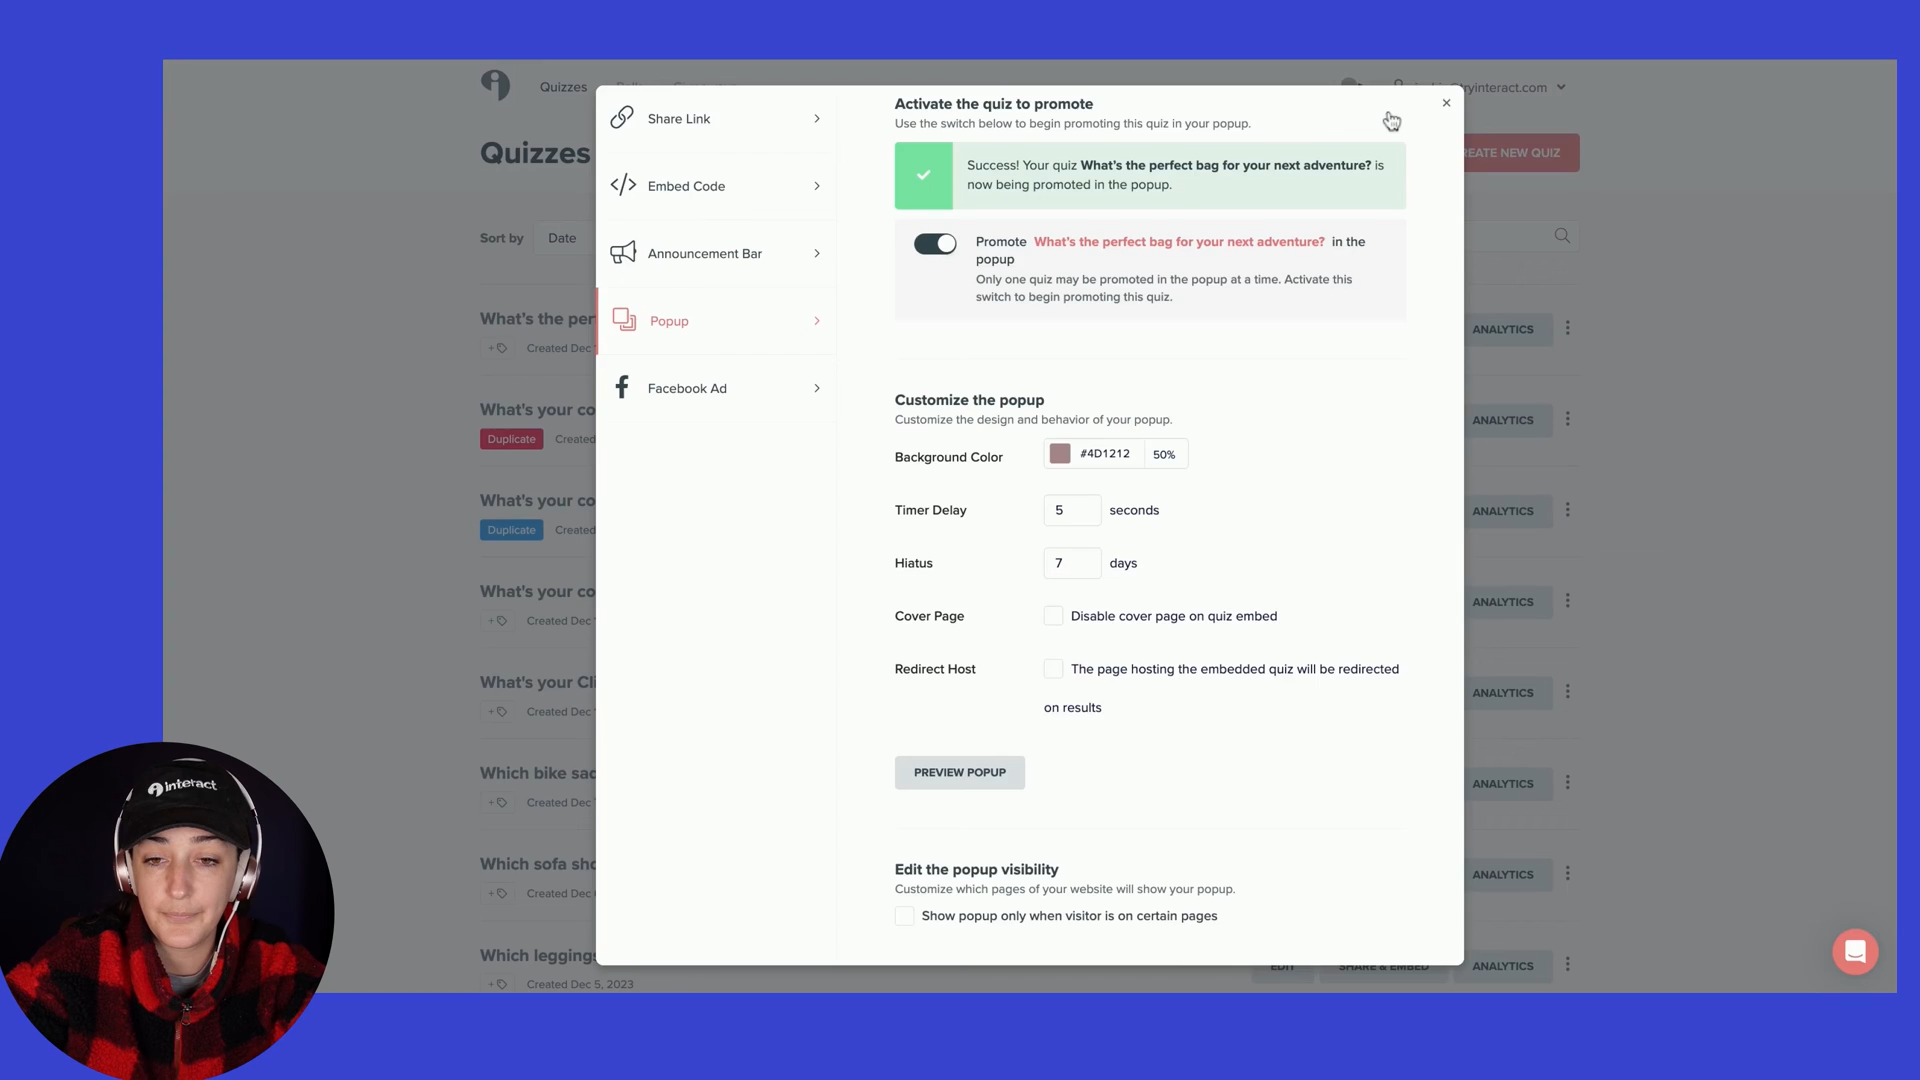 Quizzes
tryinteract.com
Quizzes
CREATE NEW QUIZ
Sort by
Date
What's the per
+
Created Dec
What's your co
Duplicate
Created
What's your co
Duplicate
Created
What's your co
+
Created Dec
What's your Cli
+
Created Dec
Which bike sad
+
Created Dec
Which sofa sho
+
Created Dec
Which leggings
+
Created Dec 5, 2023
Share Link
Embed Code
Announcement Bar
Popup
Facebook Ad
Activate the quiz to promote
Use the switch below to begin promoting this quiz in your popup.
Success! Your quiz What's the perfect bag for your next adventure? is
now being promoted in the popup.
Promote What's the perfect bag for your next adventure? in the
popup
Only one quiz may be promoted in the popup at a time. Activate this
switch to begin promoting this quiz.
Customize the popup
Customize the design and behavior of your popup.
Background Color
#4D1212
50%
Timer Delay
5
seconds
Hiatus
7
days
Cover Page
Disable cover page on quiz embed
Redirect Host
The page hosting the embedded quiz will be redirected
on results
PREVIEW POPUP
Edit the popup visibility
Customize which pages of your website will show your popup.
Show popup only when visitor is on certain pages
ANALYTICS
ANALYTICS
ANALYTICS
ANALYTICS
ANALYTICS
ANALYTICS
ANALYTICS
EDIT
SHARE & EMBED
ANALYTICS
interact